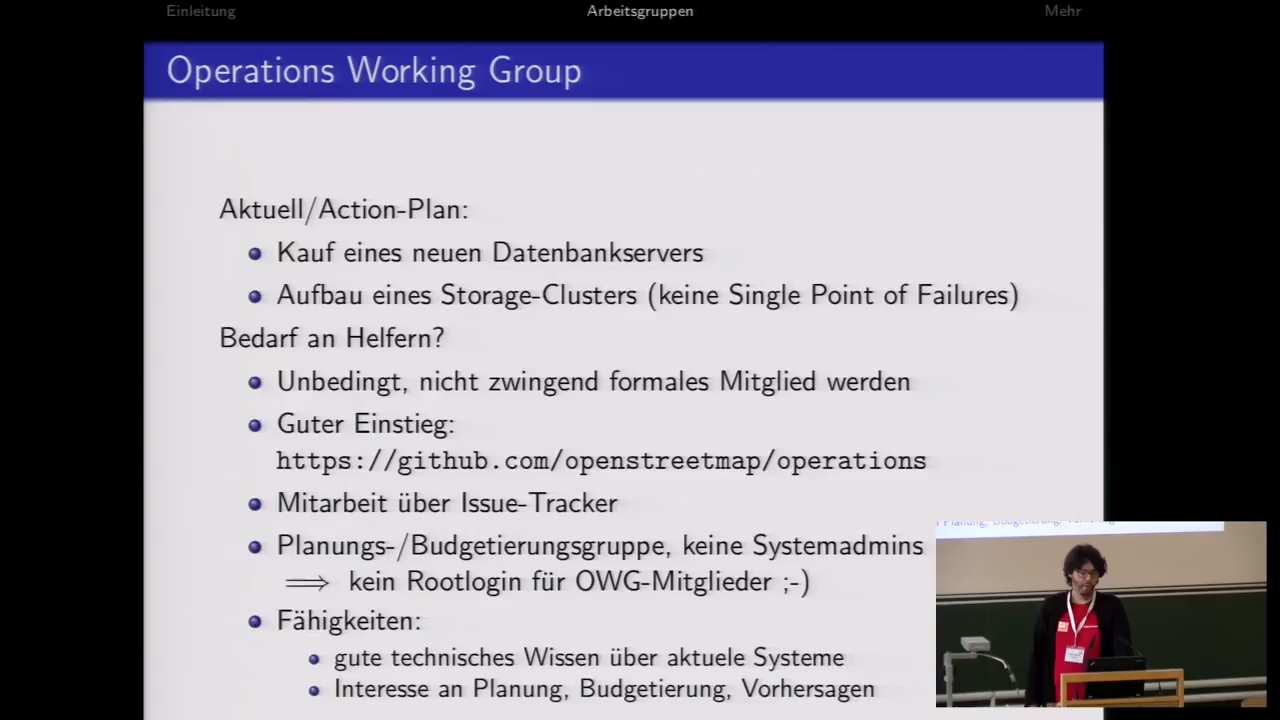 Einleitung
Arbeitsgruppen
Mehr
Operations Working Group
Aktuell/Action-Plan:
Kauf eines neuen Datenbankservers
Aufbau eines Storage-Clusters (keine Single Point of Failures)
Bedarf an Helfern?
Unbedingt, nicht zwingend formales Mitglied werden
Guter Einstieg:
https://github.com/openstreetmap/operations
Mitarbeit über Issue-Tracker
Planungs-/Budgetierungsgruppe, keine Systemadmins
⟹ kein Rootlogin für OWG-Mitglieder ;-)
Fähigkeiten:
gute technisches Wissen über aktuele Systeme
Interesse an Planung, Budgetierung, Vorhersagen